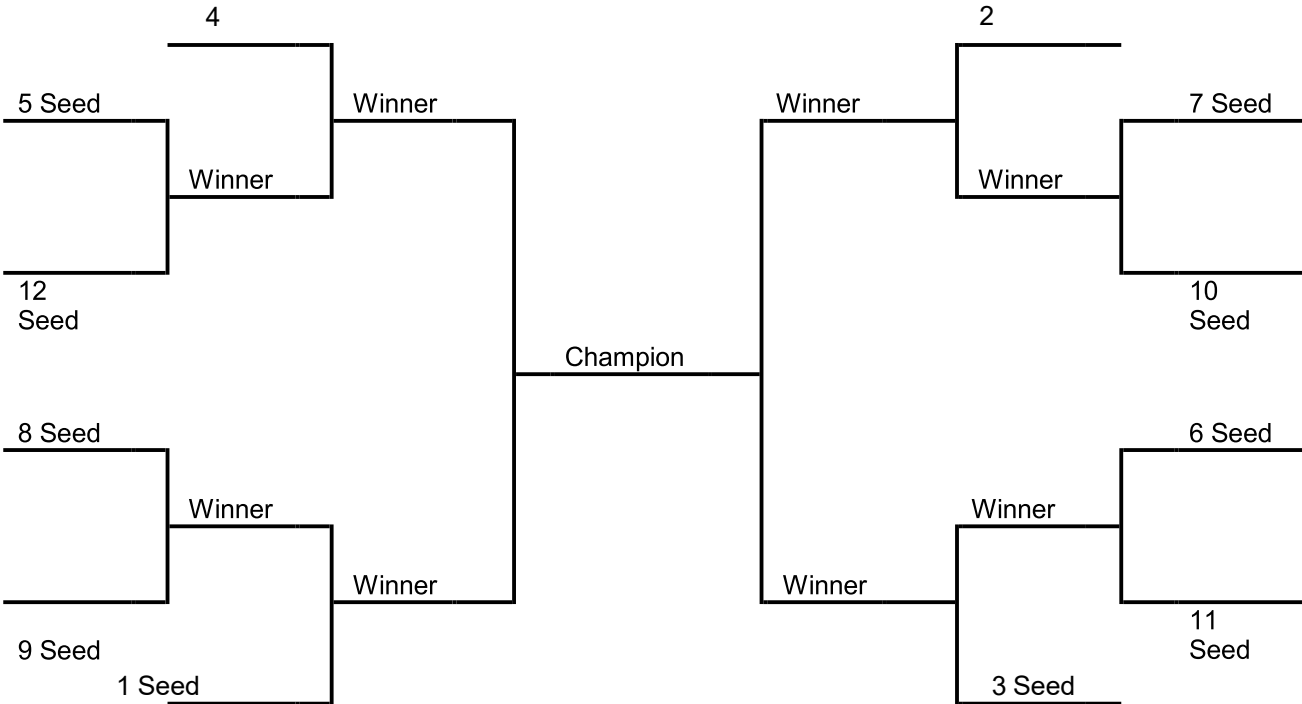 4
2
5 Seed
Winner
Winner
7 Seed
Winner
Winner
12
Seed
10
Seed
Champion
8 Seed
6 Seed
Winner
Winner
Winner
Winner
9 Seed
11
Seed
1 Seed
3 Seed